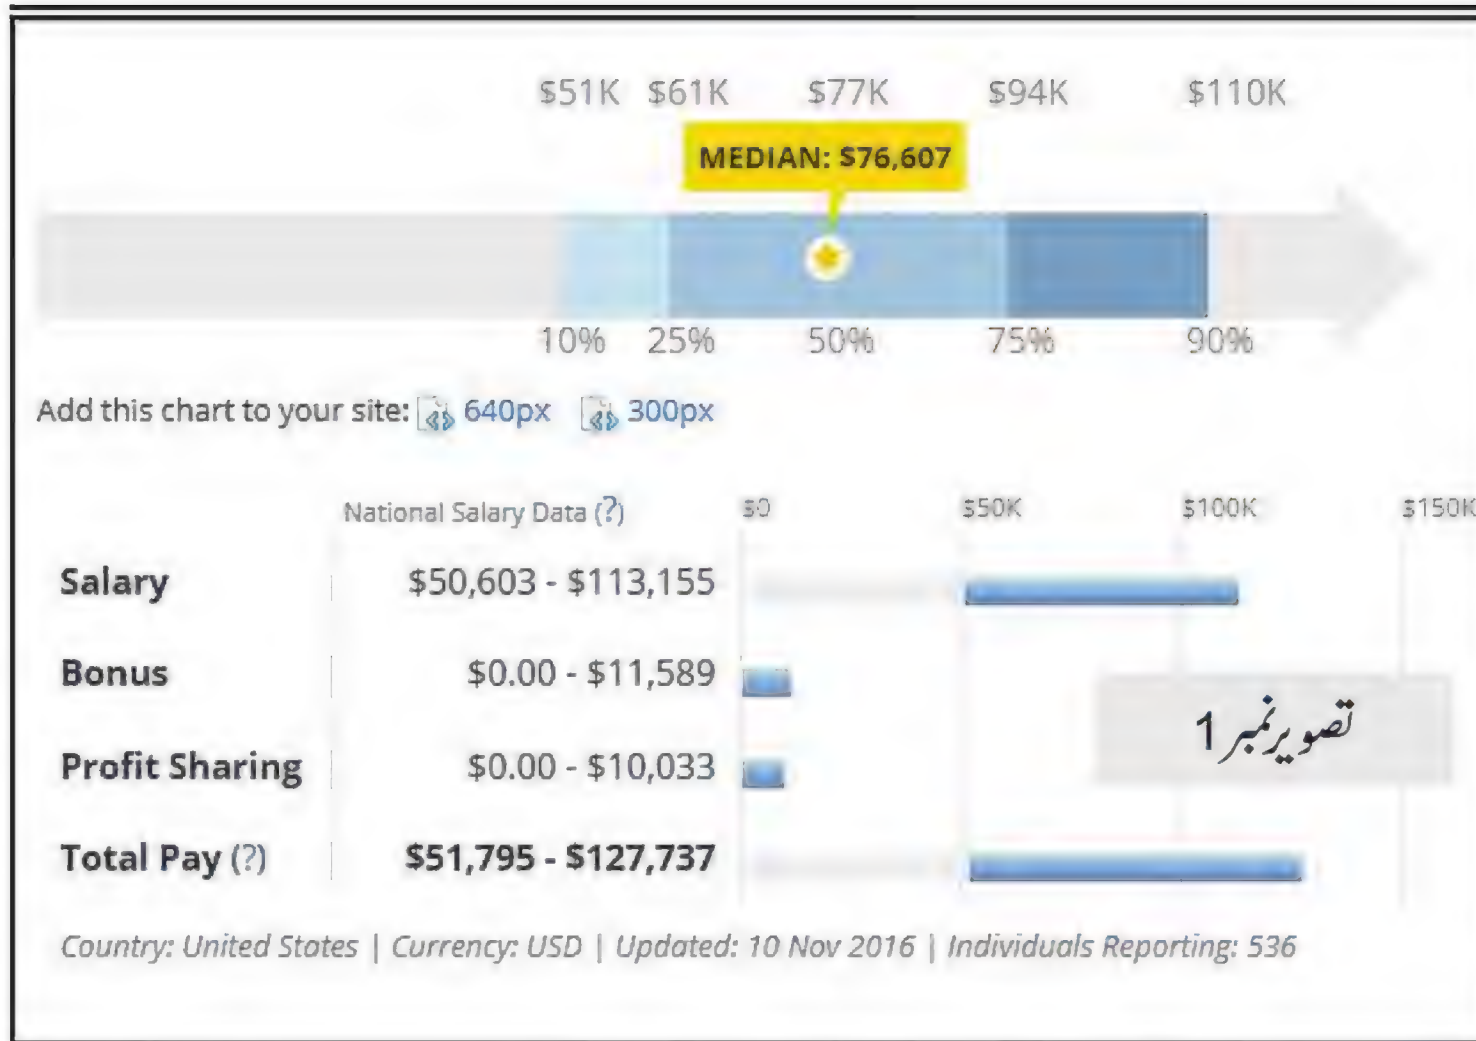 $51K $61K $77K $94K $110K
MEDIAN: $76,607
10% 25% 50% 75% 90%
Add this chart to your site: 640px 300px
National Salary Data (?) $0 $50K $100K $150K
Salary $50,603 - $113,155
Bonus $0.00 - $11,589
تصویر نمبر 1
Profit Sharing $0.00 - $10,033
Total Pay (?) $51,795 - $127,737
Country: United States | Currency: USD | Updated: 10 Nov 2016 | Individuals Reporting: 536